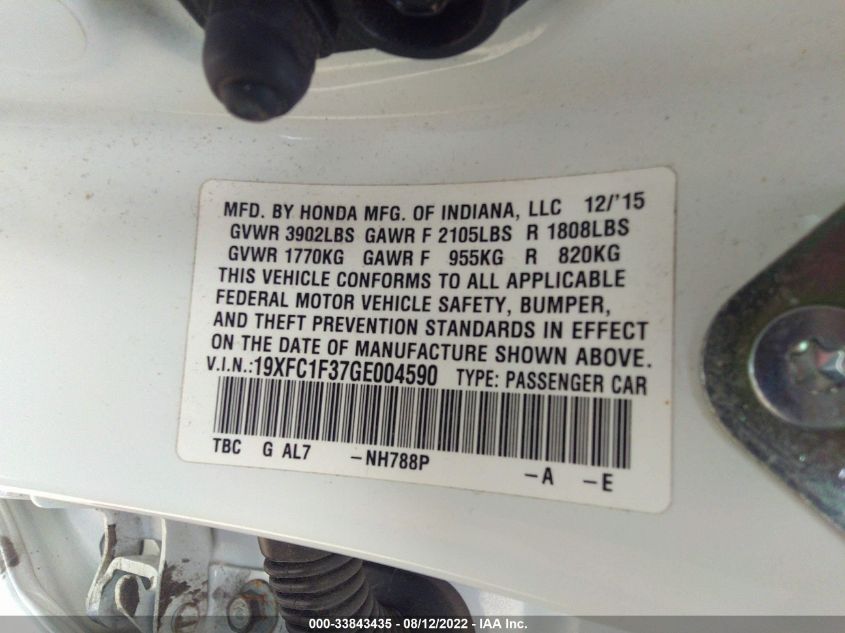 MFD. BY HONDA MFG. OF INDIANA, LLC 12/'15
GVWR 3902LBS GAWR F 2105LBS R 1808LBS
GVWR 1770KG GAWR F 955KG R 820KG
THIS VEHICLE CONFORMS TO ALL APPLICABLE
FEDERAL MOTOR VEHICLE SAFETY, BUMPER,
AND THEFT PREVENTION STANDARDS IN EFFECT
ON THE DATE OF MANUFACTURE SHOWN ABOVE.
V.I.N.:19XFC1F37GE004590 TYPE: PASSENGER CAR
TBC G AL7 -NH788P -A -E
000-33843435 - 08/12/2022 - IAA Inc.